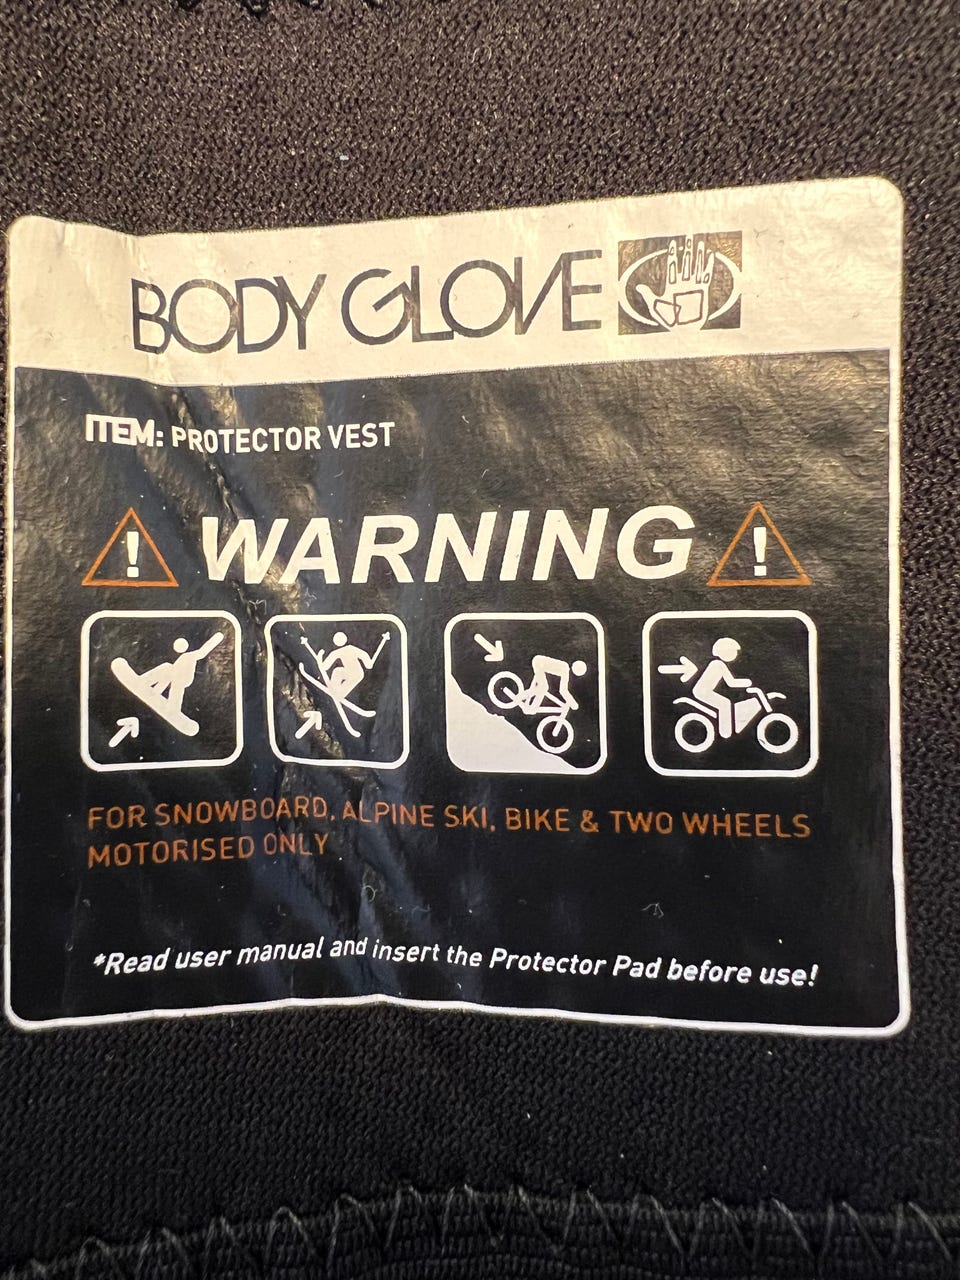 BODY GLOVE
ITEM: PROTECTOR VEST
! WARNING !
FOR SNOWBOARD, ALPINE SKI, BIKE & TWO WHEELS
MOTORISED ONLY
*Read user manual and insert the Protector Pad before use!